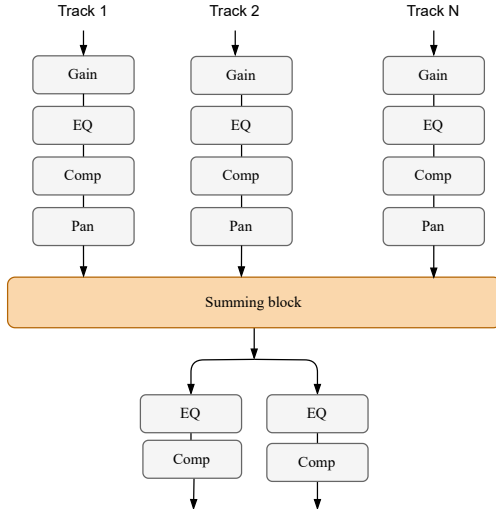 Track 1 Track 2 Track N
Gain Gain Gain
EQ EQ EQ
Comp Comp Comp
Pan Pan Pan
Summing block
EQ EQ
Comp Comp